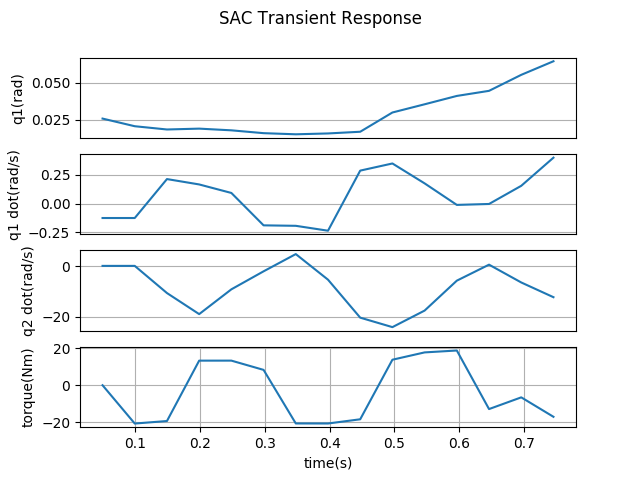 SAC Transient Response
0.050
0.025
q1(rad)
0.25
0.00
−0.25
q1 dot(rad/s)
0
−20
q2 dot(rad/s)
20
0
−20
torque(Nm)
0.1 0.2 0.3 0.4 0.5 0.6 0.7
time(s)